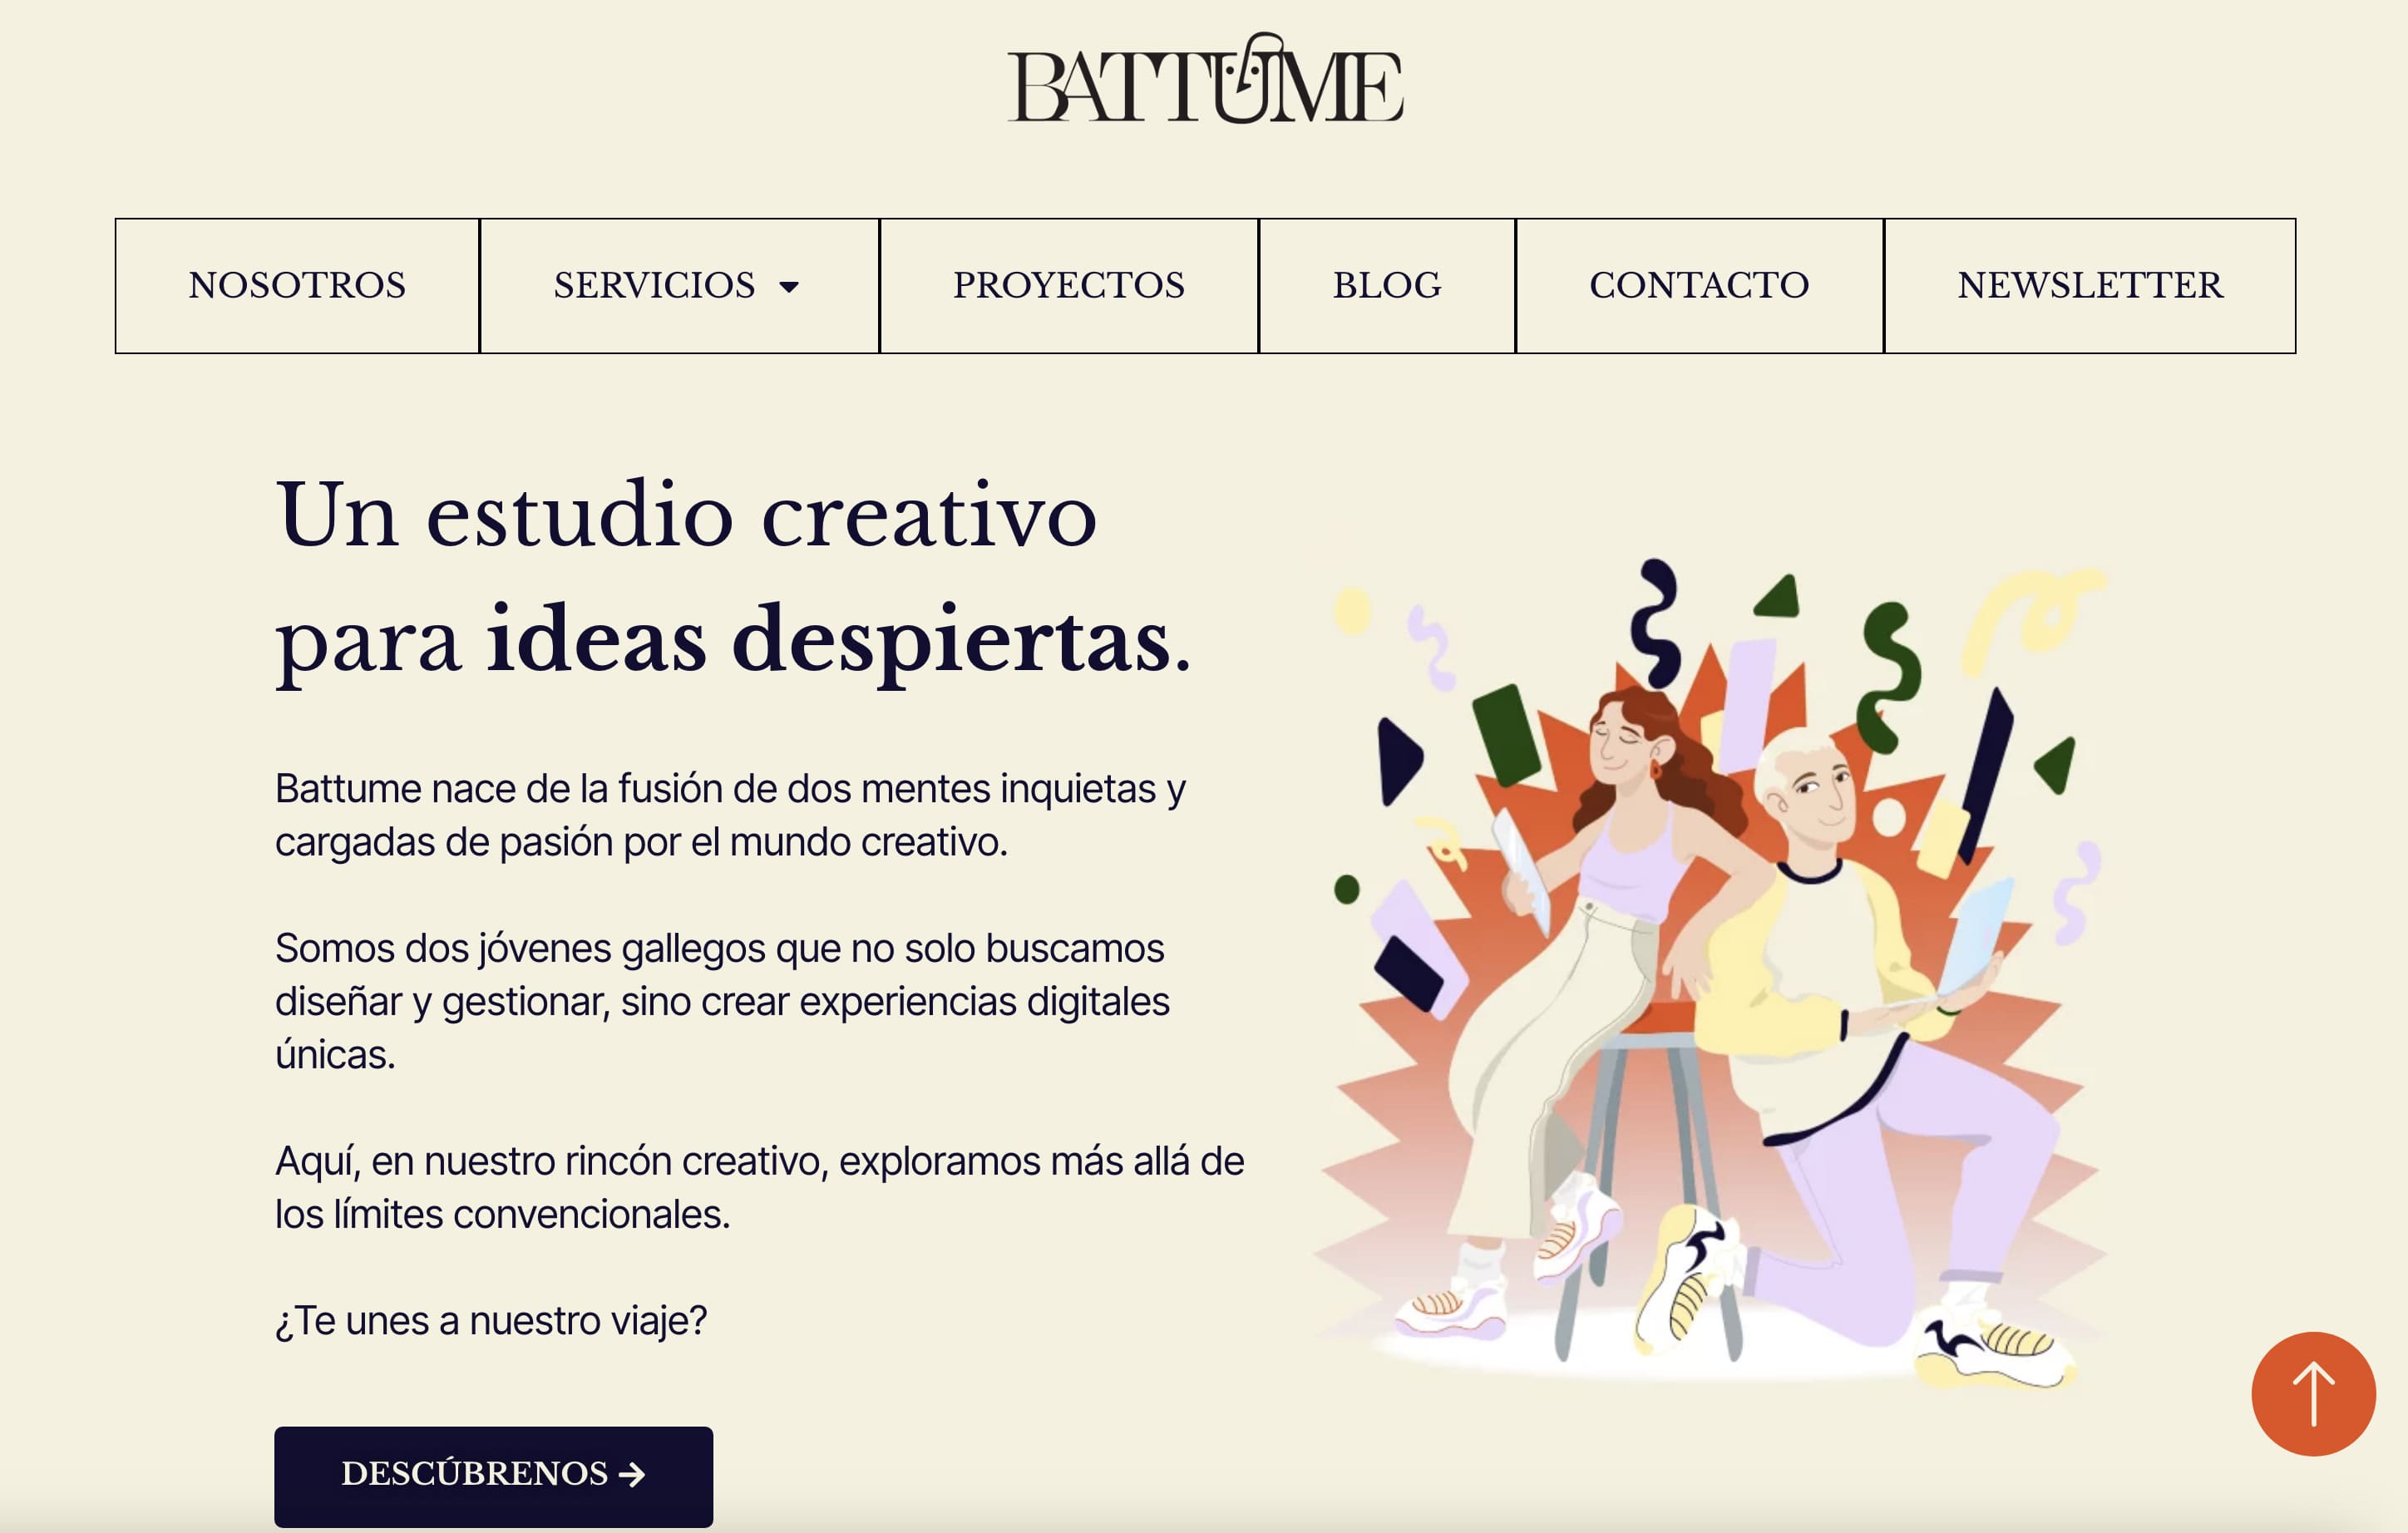 BATTUME
NOSOTROS
SERVICIOS
PROYECTOS
BLOG
CONTACTO
NEWSLETTER
Un estudio creativo
para ideas despiertas.
Battume nace de la fusión de dos mentes inquietas y
cargadas de pasión por el mundo creativo.
Somos dos jóvenes gallegos que no solo buscamos
diseñar y gestionar, sino crear experiencias digitales
únicas.
Aquí, en nuestro rincón creativo, exploramos más allá de
los límites convencionales.
¿Te unes a nuestro viaje?
DESCÚBRENOS →